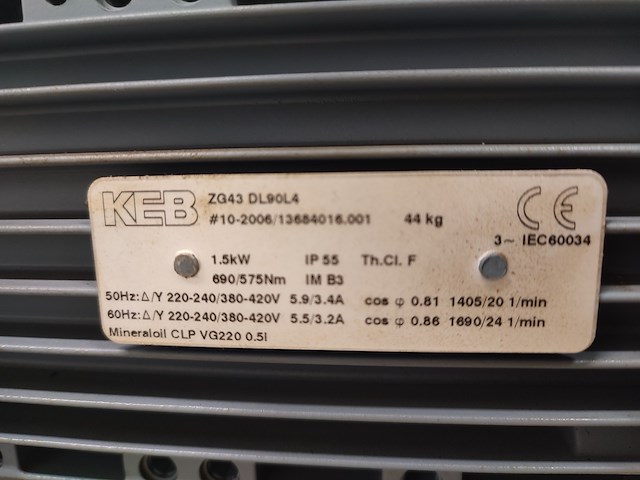 KEB ZG43 DL90L4
#10-2006/13684016.001 44 kg CE
3~ IEC60034
1.5kW IP 55 Th.Cl. F
690/575Nm IM B3
50Hz:Δ/Y 220-240/380-420V 5.9/3.4A cos φ 0.81 1405/20 1/min
60Hz:Δ/Y 220-240/380-420V 5.5/3.2A cos φ 0.86 1690/24 1/min
Mineraloil CLP VG220 0.5l